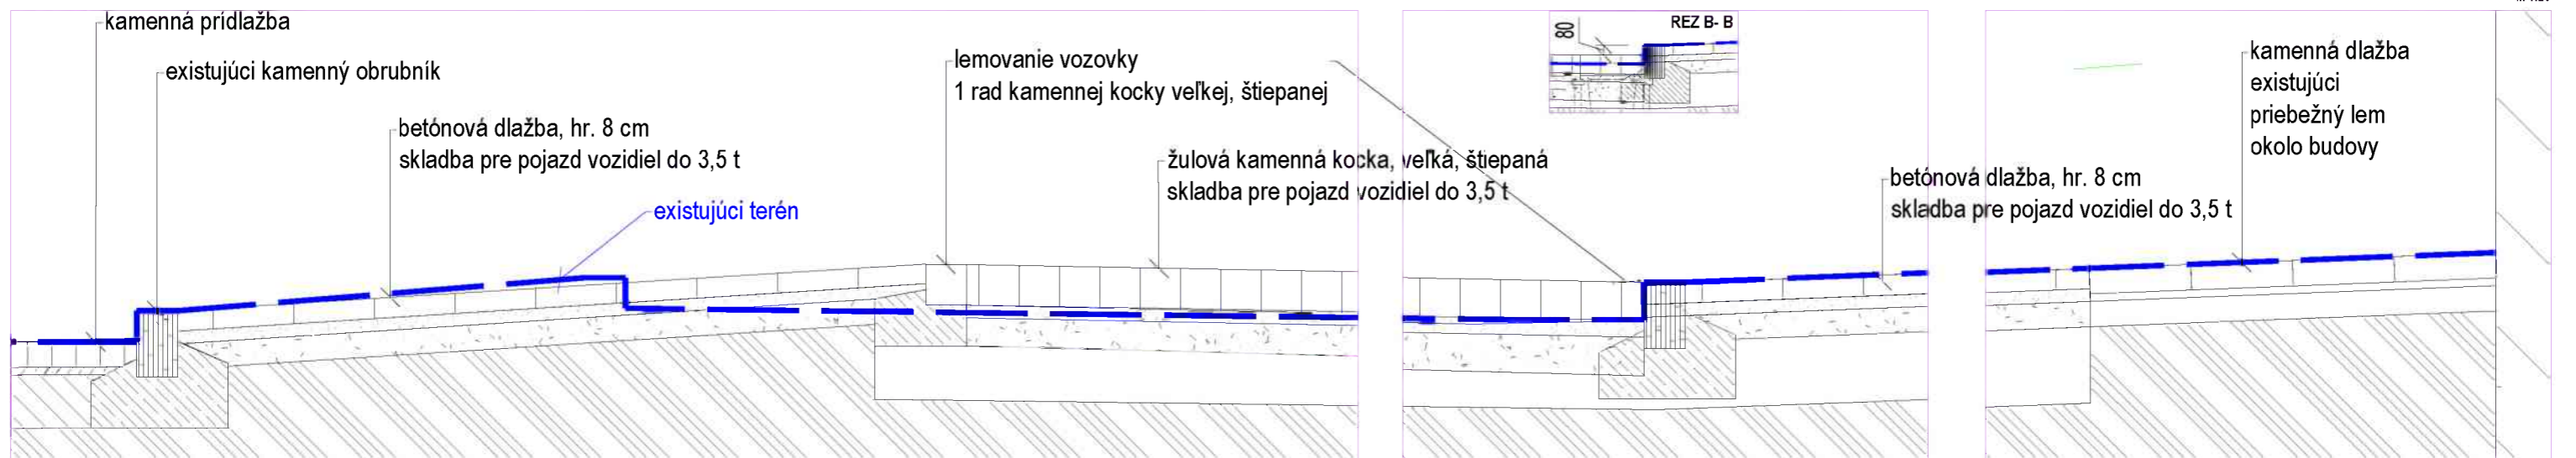 kamenná prídlažba
existujúci kamenný obrubník
betónová dlažba, hr. 8 cm
skladba pre pojazd vozidiel do 3,5 t
existujúci terén
lemovanie vozovky
1 rad kamennej kocky veľkej, štiepanej
žulová kamenná kocka, veľká, štiepaná
skladba pre pojazd vozidiel do 3,5 t
80
REZ B- B
betónová dlažba, hr. 8 cm
skladba pre pojazd vozidiel do 3,5 t
kamenná dlažba
existujúci
priebežný lem
okolo budovy